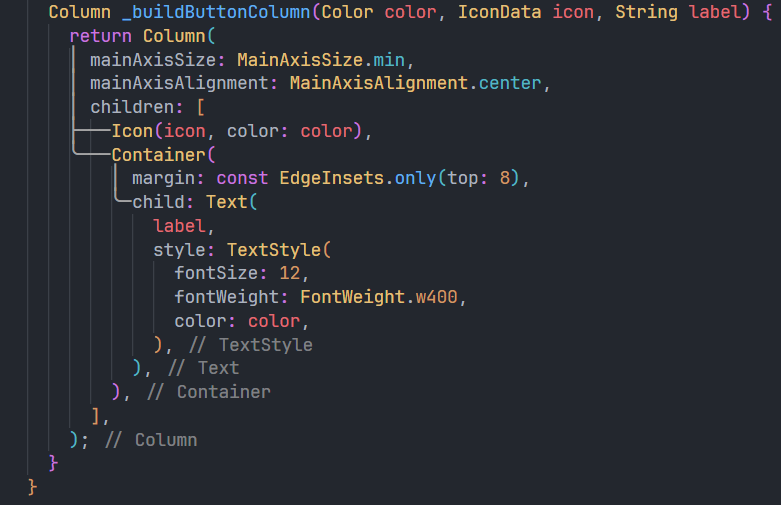 Column _buildButtonColumn(Color color, IconData icon, String label) {
  return Column(
    mainAxisSize: MainAxisSize.min,
    mainAxisAlignment: MainAxisAlignment.center,
    children: [
      Icon(icon, color: color),
      Container(
        margin: const EdgeInsets.only(top: 8),
        child: Text(
          label,
          style: TextStyle(
            fontSize: 12,
            fontWeight: FontWeight.w400,
            color: color,
          ), // TextStyle
        ), // Text
      ), // Container
    ],
  ); // Column
}
}